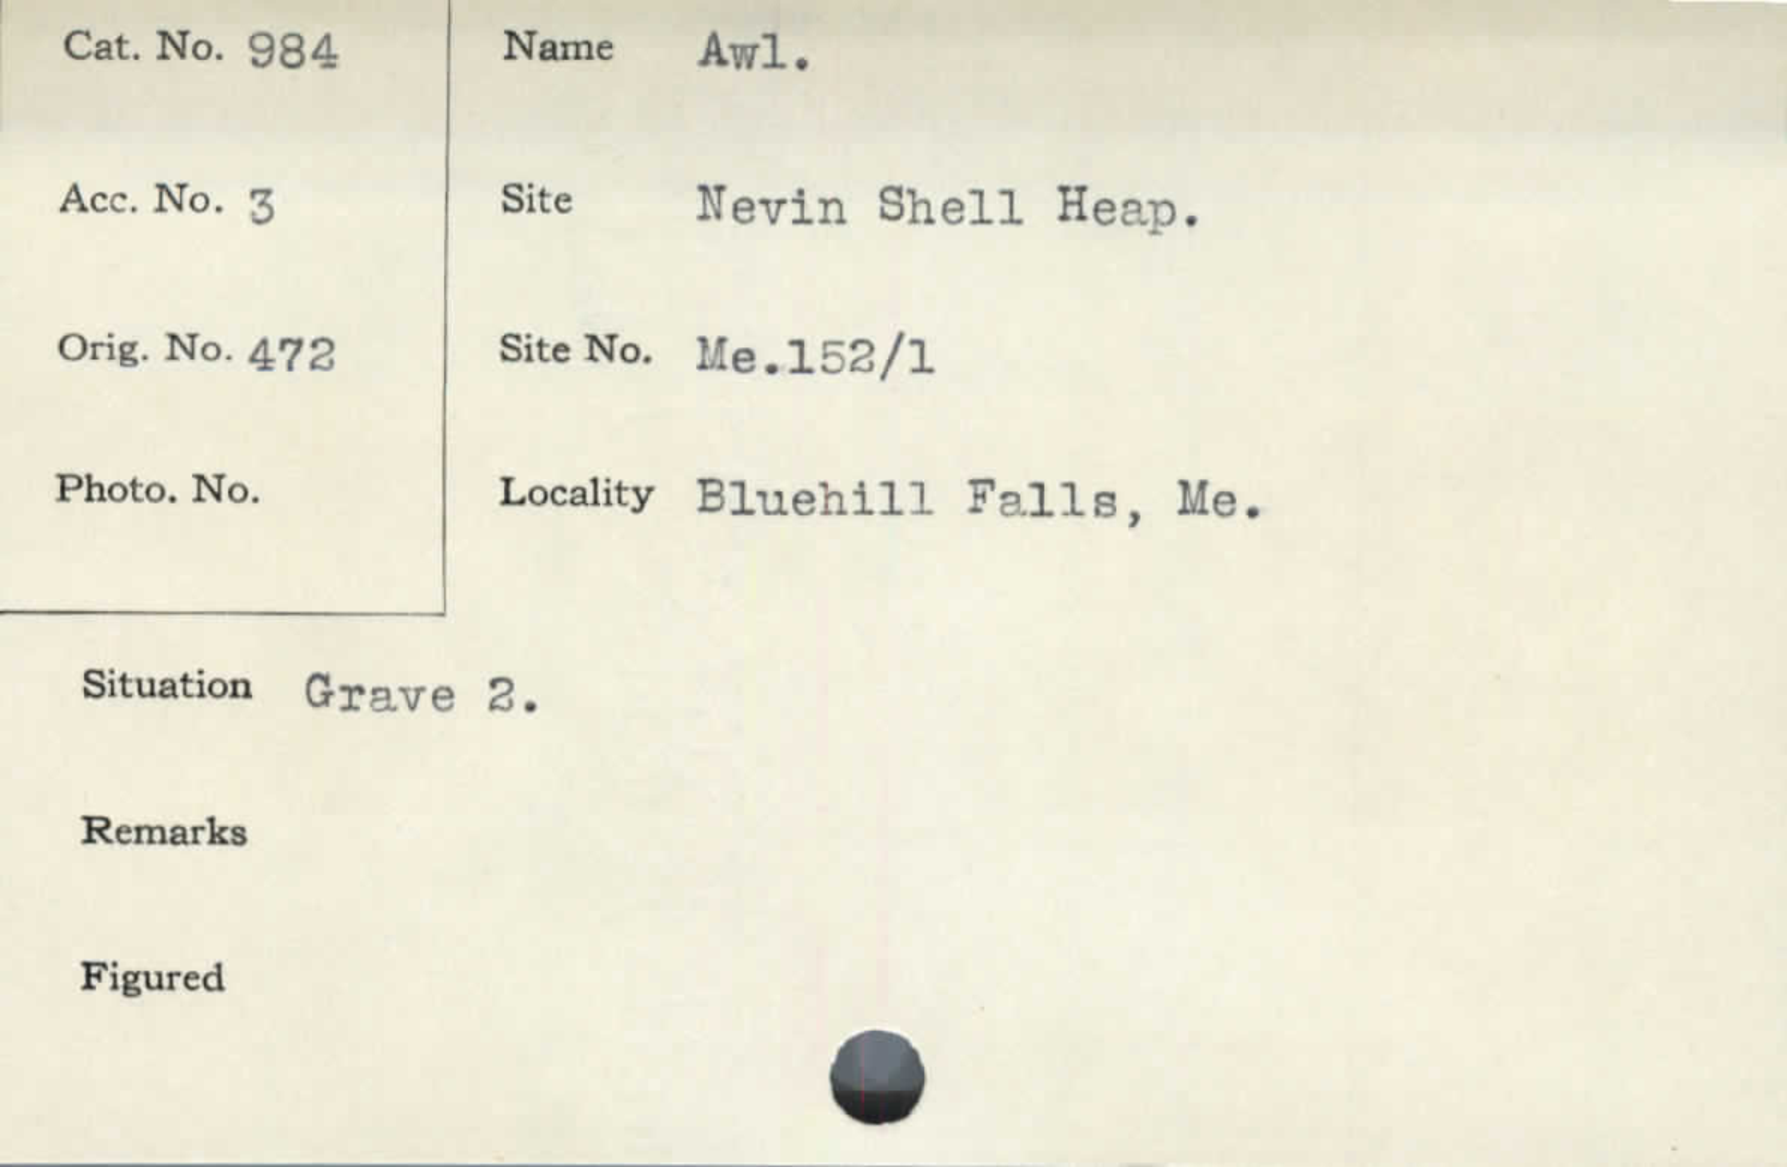 Cat. No. 984
Name Awl.
Acc. No. 3
Site Nevin Shell Heap.
Orig. No. 472
Site No. Me.152/1
Photo. No.
Locality Bluehill Falls, Me.
Situation Grave 2.
Remarks
Figured